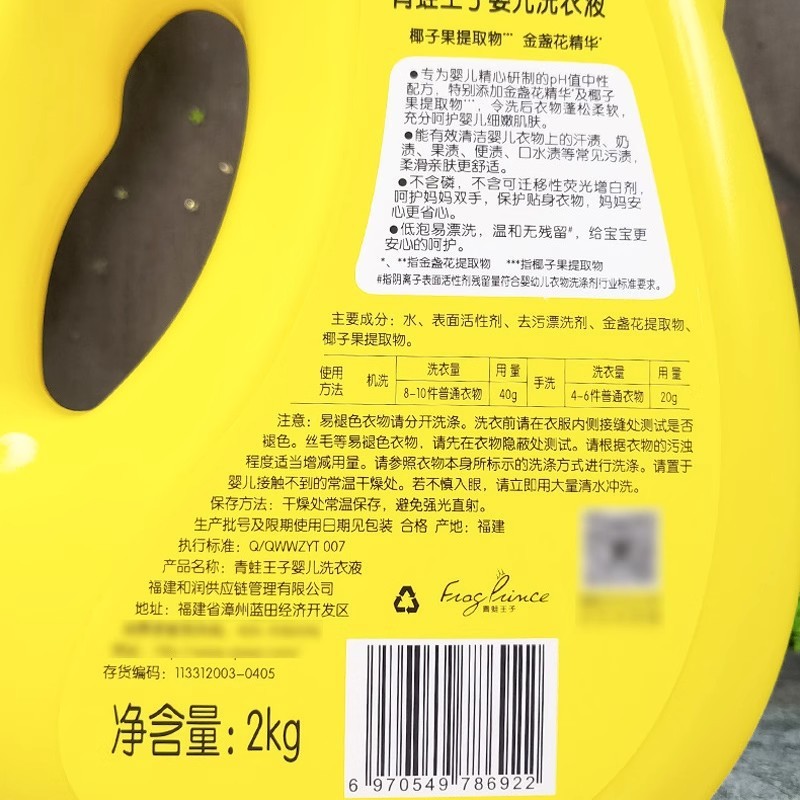 青蛙王子婴儿洗衣液
椰子果提取物*** 金盏花精华*
●专为婴儿精心研制的pH值中性
配方，特别添加金盏花精华*及椰子
果提取物***，令洗后衣物蓬松柔软，
充分呵护婴儿细嫩肌肤。
●能有效清洁婴儿衣物上的汗渍、奶
渍、果渍、便渍、口水渍等常见污渍，
柔滑亲肤更舒适。
●不含磷，不含可迁移性荧光增白剂，
呵护妈妈双手，保护贴身衣物，妈妈安
心更省心。
●低泡易漂洗，温和无残留#，给宝宝更
安心的呵护。
*、**指金盏花提取物 ***指椰子果提取物
#指阴离子表面活性剂残留量符合婴幼儿衣物洗涤剂行业标准要求。
主要成分：水、表面活性剂、去污漂洗剂、金盏花提取物、
椰子果提取物。
使用方法 机洗 洗衣量 用量 手洗 洗衣量 用量
8-10件普通衣物 40g 4-6件普通衣物 20g
注意：易褪色衣物请分开洗涤。洗衣前请在衣服内侧接缝处测试是否
褪色。丝毛等易褪色衣物，请先在衣物隐蔽处测试。请根据衣物的污浊
程度适当增减用量。请参照衣物本身所标示的洗涤方式进行洗涤。请置于
婴儿接触不到的常温干燥处。若不慎入眼，请立即用大量清水冲洗。
保存方法：干燥处常温保存，避免强光直射。
生产批号及限期使用日期见包装 合格 产地：福建
执行标准：Q/QWWZYT 007
产品名称：青蛙王子婴儿洗衣液
福建和润供应链管理有限公司
地址：福建省漳州蓝田经济开发区
Frog Prince
青蛙王子
存货编码：113312003-0405
净含量：2kg
6 970549 786922